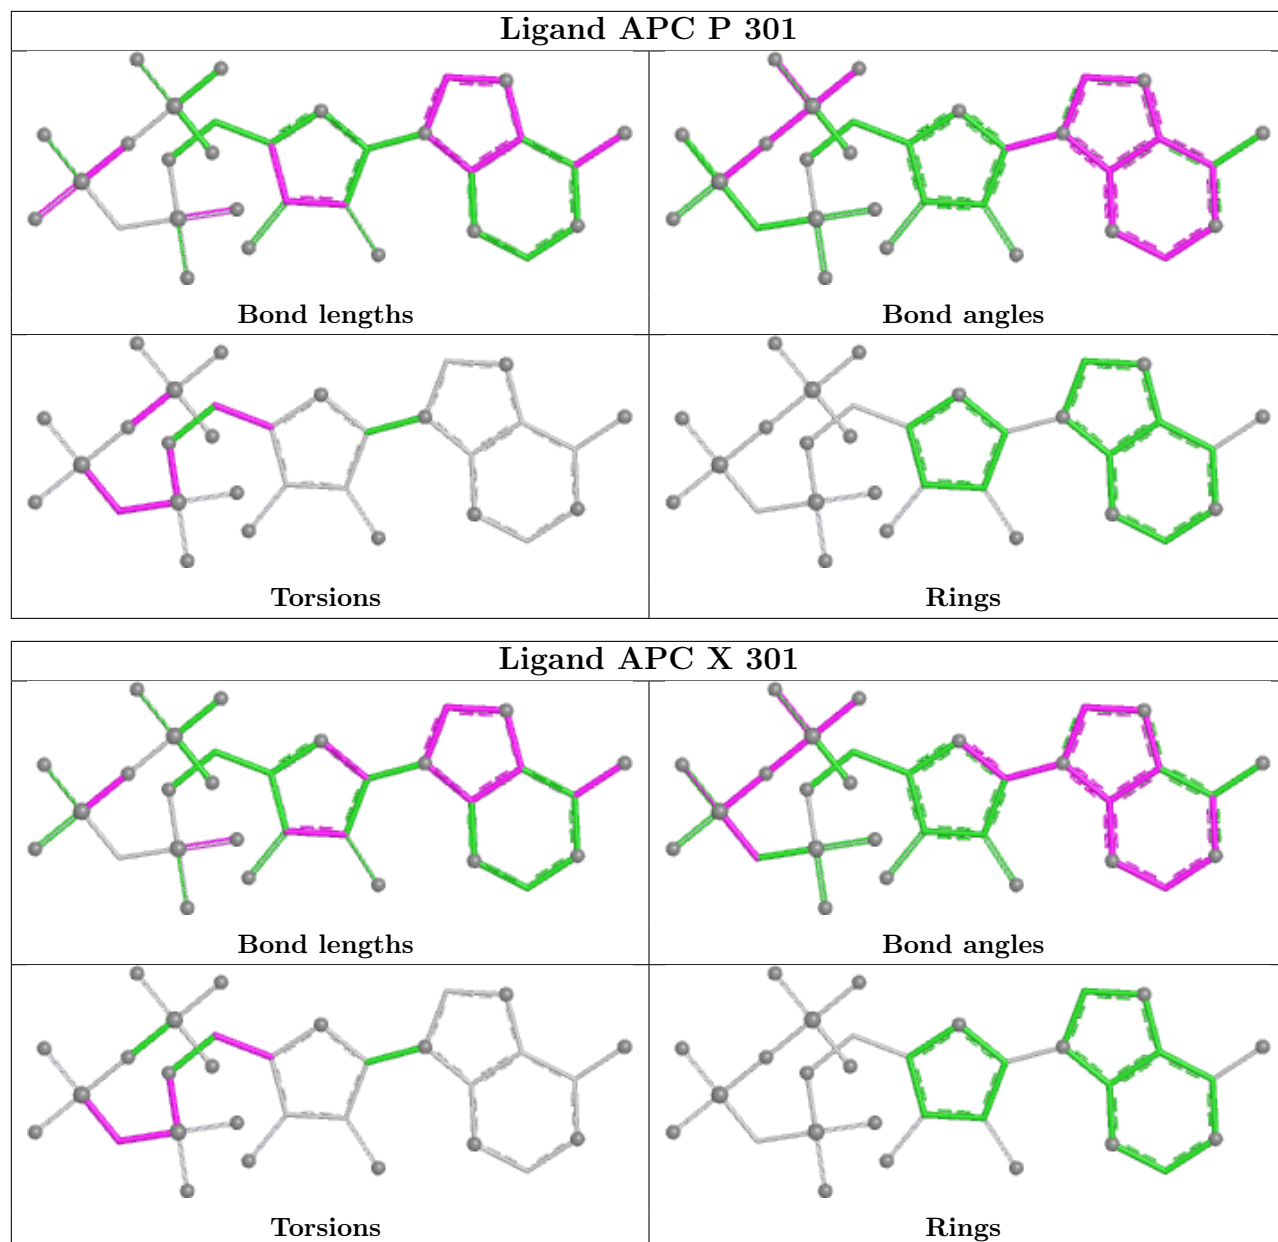 Ligand APC P 301
Bond lengths
Bond angles
Torsions
Rings
Ligand APC X 301
Bond lengths
Bond angles
Torsions
Rings